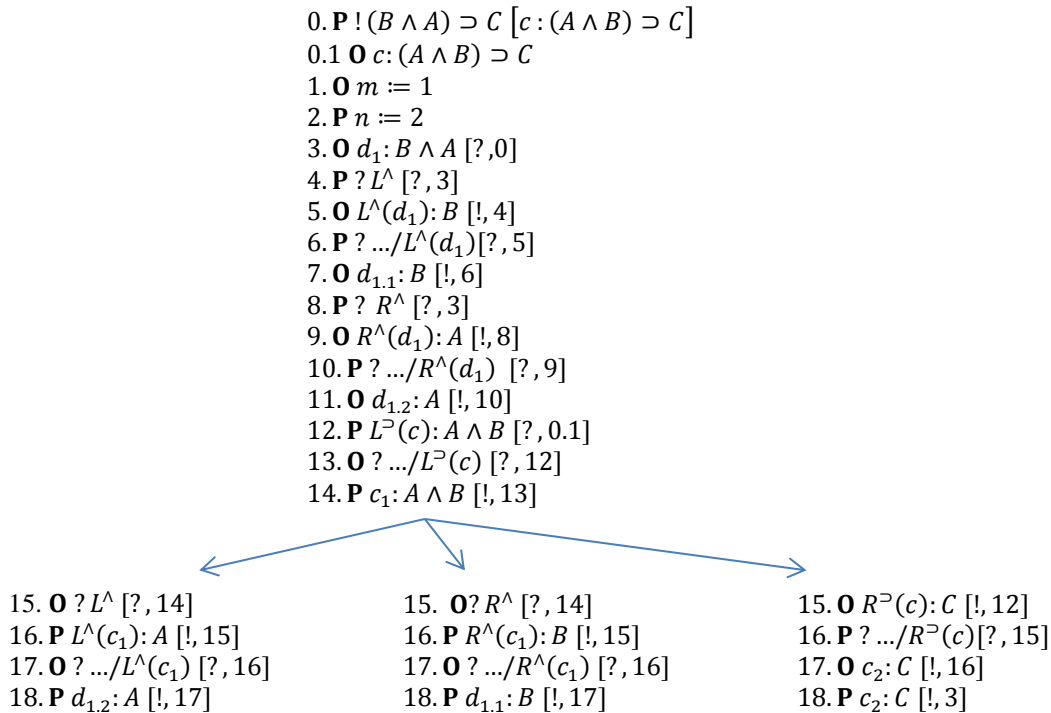 0. P ! (B ∧ A) ⊃ C [c : (A ∧ B) ⊃ C]
0.1 O c: (A ∧ B) ⊃ C
1. O m ≔ 1
2. P n ≔ 2
3. O d₁: B ∧ A [? ,0]
4. P ? L^∧ [? , 3]
5. O L^∧(d₁): B [!, 4]
6. P ? .../L^∧(d₁)[? , 5]
7. O d₁.₁: B [!, 6]
8. P ? R^∧ [? , 3]
9. O R^∧(d₁): A [!, 8]
10. P ? .../R^∧(d₁) [? , 9]
11. O d₁.₂: A [!, 10]
12. P L^⊃(c): A ∧ B [? , 0.1]
13. O ? .../L^⊃(c) [? , 12]
14. P c₁: A ∧ B [!, 13]
15. O ? L^∧ [? , 14]
16. P L^∧(c₁): A [!, 15]
17. O ? .../L^∧(c₁) [? , 16]
18. P d₁.₂: A [!, 17]
15. O? R^∧ [? , 14]
16. P R^∧(c₁): B [!, 15]
17. O ? .../R^∧(c₁) [? , 16]
18. P d₁.₁: B [!, 17]
15. O R^⊃(c): C [!, 12]
16. P ? .../R^⊃(c)[? , 15]
17. O c₂: C [!, 16]
18. P c₂: C [!, 3]